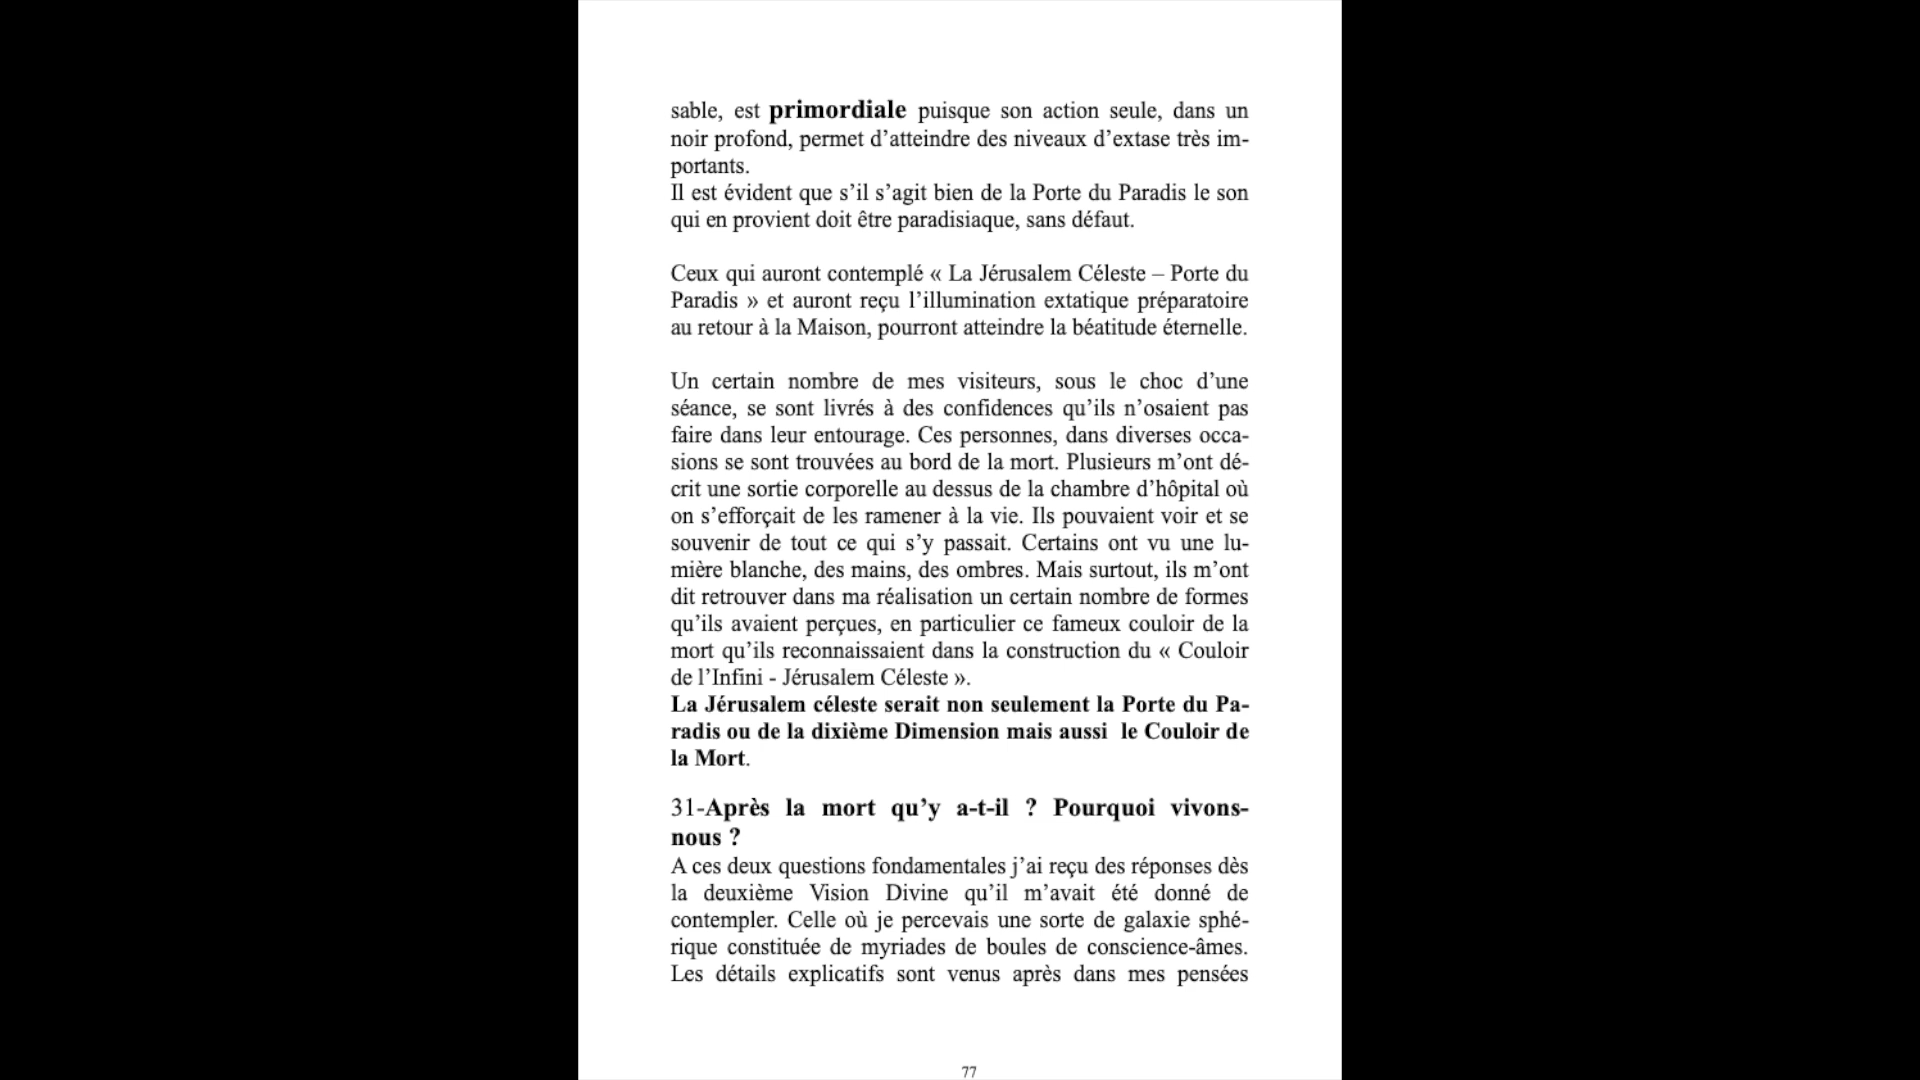 sable, est primordiale puisque son action seule, dans un
noir profond, permet d’atteindre des niveaux d’extase très im-
portants.
Il est évident que s’il s’agit bien de la Porte du Paradis le son
qui en provient doit être paradisiaque, sans défaut.
Ceux qui auront contemplé « La Jérusalem Céleste – Porte du
Paradis » et auront reçu l’illumination extatique préparatoire
au retour à la Maison, pourront atteindre la béatitude éternelle.
Un certain nombre de mes visiteurs, sous le choc d’une
séance, se sont livrés à des confidences qu’ils n’osaient pas
faire dans leur entourage. Ces personnes, dans diverses occa-
sions se sont trouvées au bord de la mort. Plusieurs m’ont dé-
crit une sortie corporelle au dessus de la chambre d’hôpital où
on s’efforçait de les ramener à la vie. Ils pouvaient voir et se
souvenir de tout ce qui s’y passait. Certains ont vu une lu-
mière blanche, des mains, des ombres. Mais surtout, ils m’ont
dit retrouver dans ma réalisation un certain nombre de formes
qu’ils avaient perçues, en particulier ce fameux couloir de la
mort qu’ils reconnaissaient dans la construction du « Couloir
de l’Infini - Jérusalem Céleste ».
La Jérusalem céleste serait non seulement la Porte du Pa-
radis ou de la dixième Dimension mais aussi  le Couloir de
la Mort.
31-Après la mort qu’y a-t-il ? Pourquoi vivons-
nous ?
A ces deux questions fondamentales j’ai reçu des réponses dès
la deuxième Vision Divine qu’il m’avait été donné de
contempler. Celle où je percevais une sorte de galaxie sphé-
rique constituée de myriades de boules de conscience-âmes.
Les détails explicatifs sont venus après dans mes pensées
77